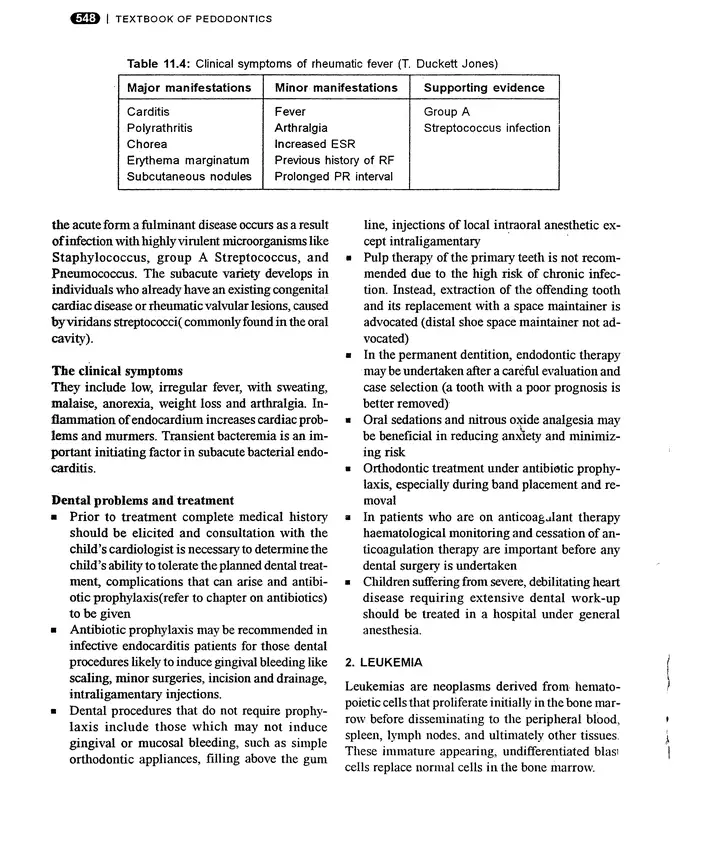 548 | TEXTBOOK OF PEDODONTICS
Table 11.4: Clinical symptoms of rheumatic fever (T. Duckett Jones)
Major manifestations Minor manifestations Supporting evidence
Carditis Fever Group A
Polyrathritis Arthralgia Streptococcus infection
Chorea Increased ESR
Erythema marginatum Previous history of RF
Subcutaneous nodules Prolonged PR interval
the acute form a fulminant disease occurs as a result
of infection with highly virulent microorganisms like
Staphylococcus, group A Streptococcus, and
Pneumococcus. The subacute variety develops in
individuals who already have an existing congenital
cardiac disease or rheumatic valvular lesions, caused
by viridans streptococci( commonly found in the oral
cavity).
The clinical symptoms
They include low, irregular fever, with sweating,
malaise, anorexia, weight loss and arthralgia. In-
flammation of endocardium increases cardiac prob-
lems and murmers. Transient bacteremia is an im-
portant initiating factor in subacute bacterial endo-
carditis.
Dental problems and treatment
▪ Prior to treatment complete medical history
should be elicited and consultation with the
child's cardiologist is necessary to determine the
child's ability to tolerate the planned dental treat-
ment, complications that can arise and antibi-
otic prophylaxis(refer to chapter on antibiotics)
to be given
▪ Antibiotic prophylaxis may be recommended in
infective endocarditis patients for those dental
procedures likely to induce gingival bleeding like
scaling, minor surgeries, incision and drainage,
intraligamentary injections.
▪ Dental procedures that do not require prophy-
laxis include those which may not induce
gingival or mucosal bleeding, such as simple
orthodontic appliances, filling above the gum
line, injections of local intraoral anesthetic ex-
cept intraligamentary
▪ Pulp therapy of the primary teeth is not recom-
mended due to the high risk of chronic infec-
tion. Instead, extraction of the offending tooth
and its replacement with a space maintainer is
advocated (distal shoe space maintainer not ad-
vocated)
▪ In the permanent dentition, endodontic therapy
may be undertaken after a careful evaluation and
case selection (a tooth with a poor prognosis is
better removed)
▪ Oral sedations and nitrous oxide analgesia may
be beneficial in reducing anxiety and minimiz-
ing risk
▪ Orthodontic treatment under antibiotic prophy-
laxis, especially during band placement and re-
moval
▪ In patients who are on anticoagulant therapy
haematological monitoring and cessation of an-
ticoagulation therapy are important before any
dental surgery is undertaken
▪ Children suffering from severe, debilitating heart
disease requiring extensive dental work-up
should be treated in a hospital under general
anesthesia.
2. LEUKEMIA
Leukemias are neoplasms derived from hemato-
poietic cells that proliferate initially in the bone mar-
row before disseminating to the peripheral blood,
spleen, lymph nodes, and ultimately other tissues.
These immature appearing, undifferentiated blast
cells replace normal cells in the bone marrow.